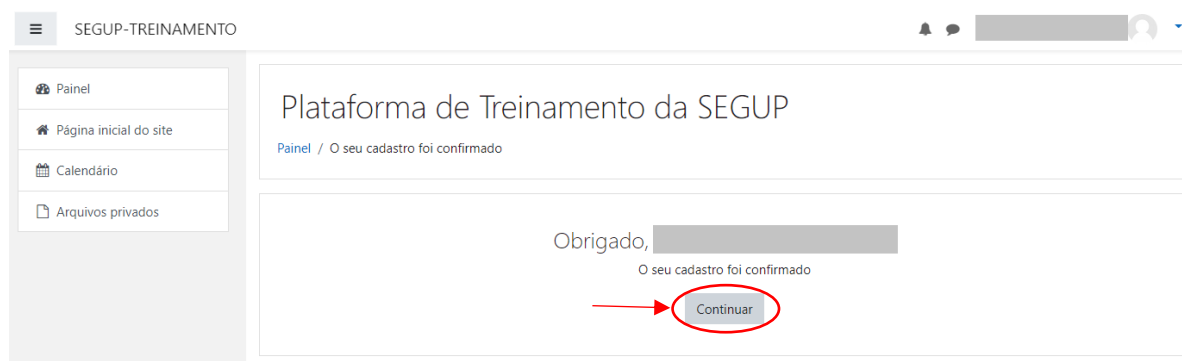 SEGUP-TREINAMENTO
Painel
Página inicial do site
Calendário
Arquivos privados
Plataforma de Treinamento da SEGUP
Painel / O seu cadastro foi confirmado
Obrigado,
O seu cadastro foi confirmado
Continuar